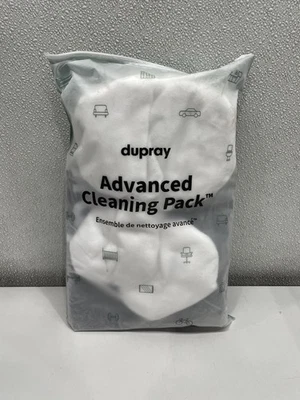 dupray
Advanced
Cleaning Pack™
Ensemble de nettoyage avancé™